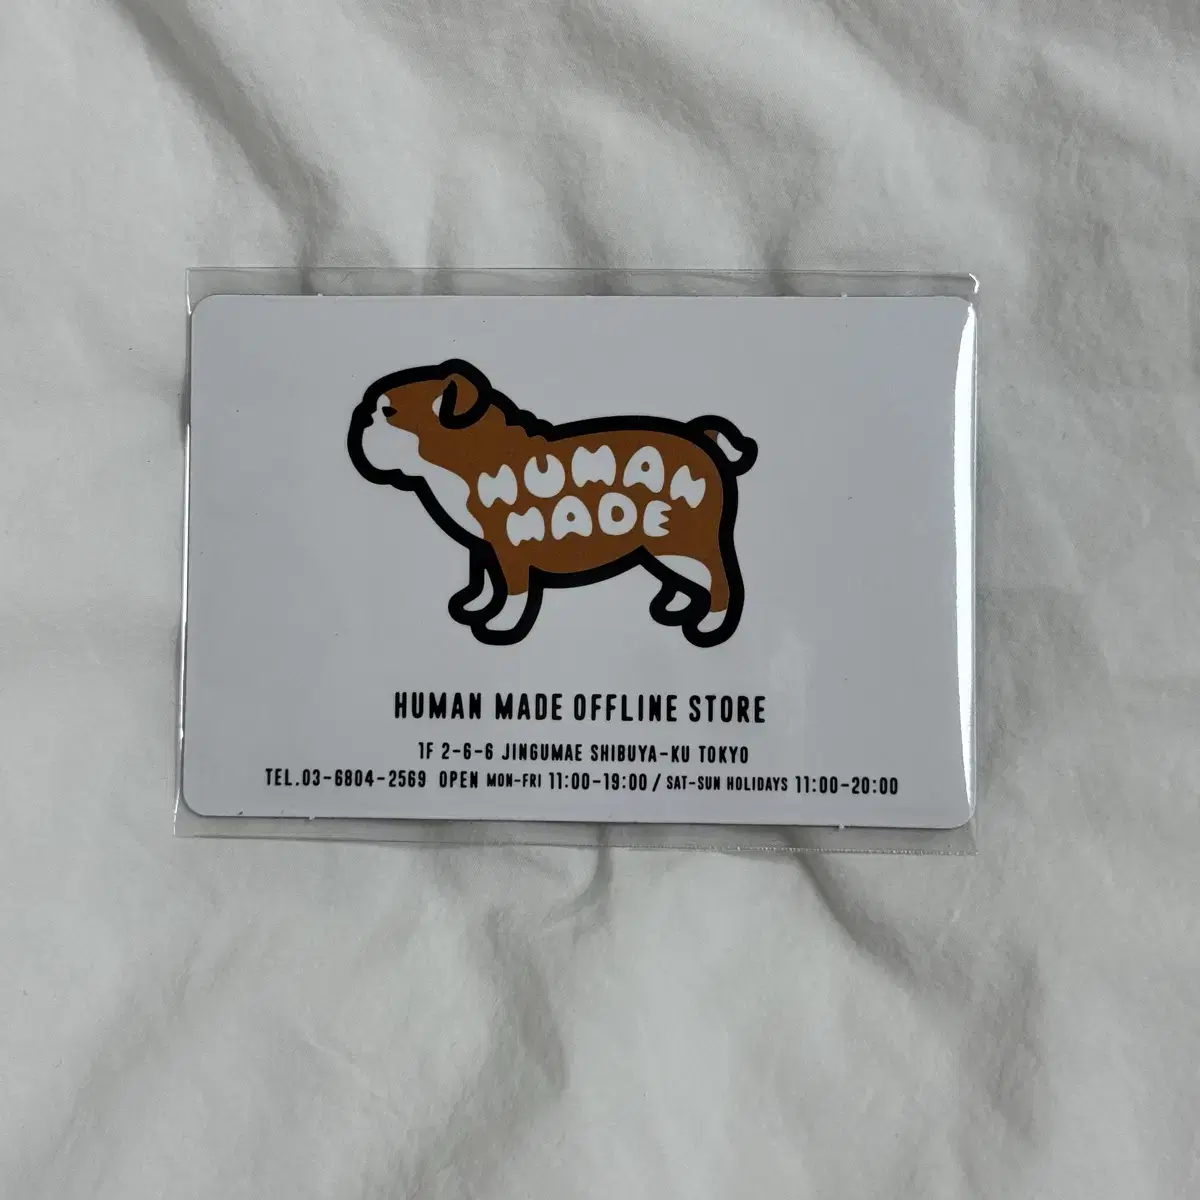 HUMAN
MADE
HUMAN MADE OFFLINE STORE
1F 2-6-6 JINGUMAE SHIBUYA-KU TOKYO
TEL.03-6804-2569 OPEN MON-FRI 11:00-19:00 / SAT-SUN HOLIDAYS 11:00-20:00